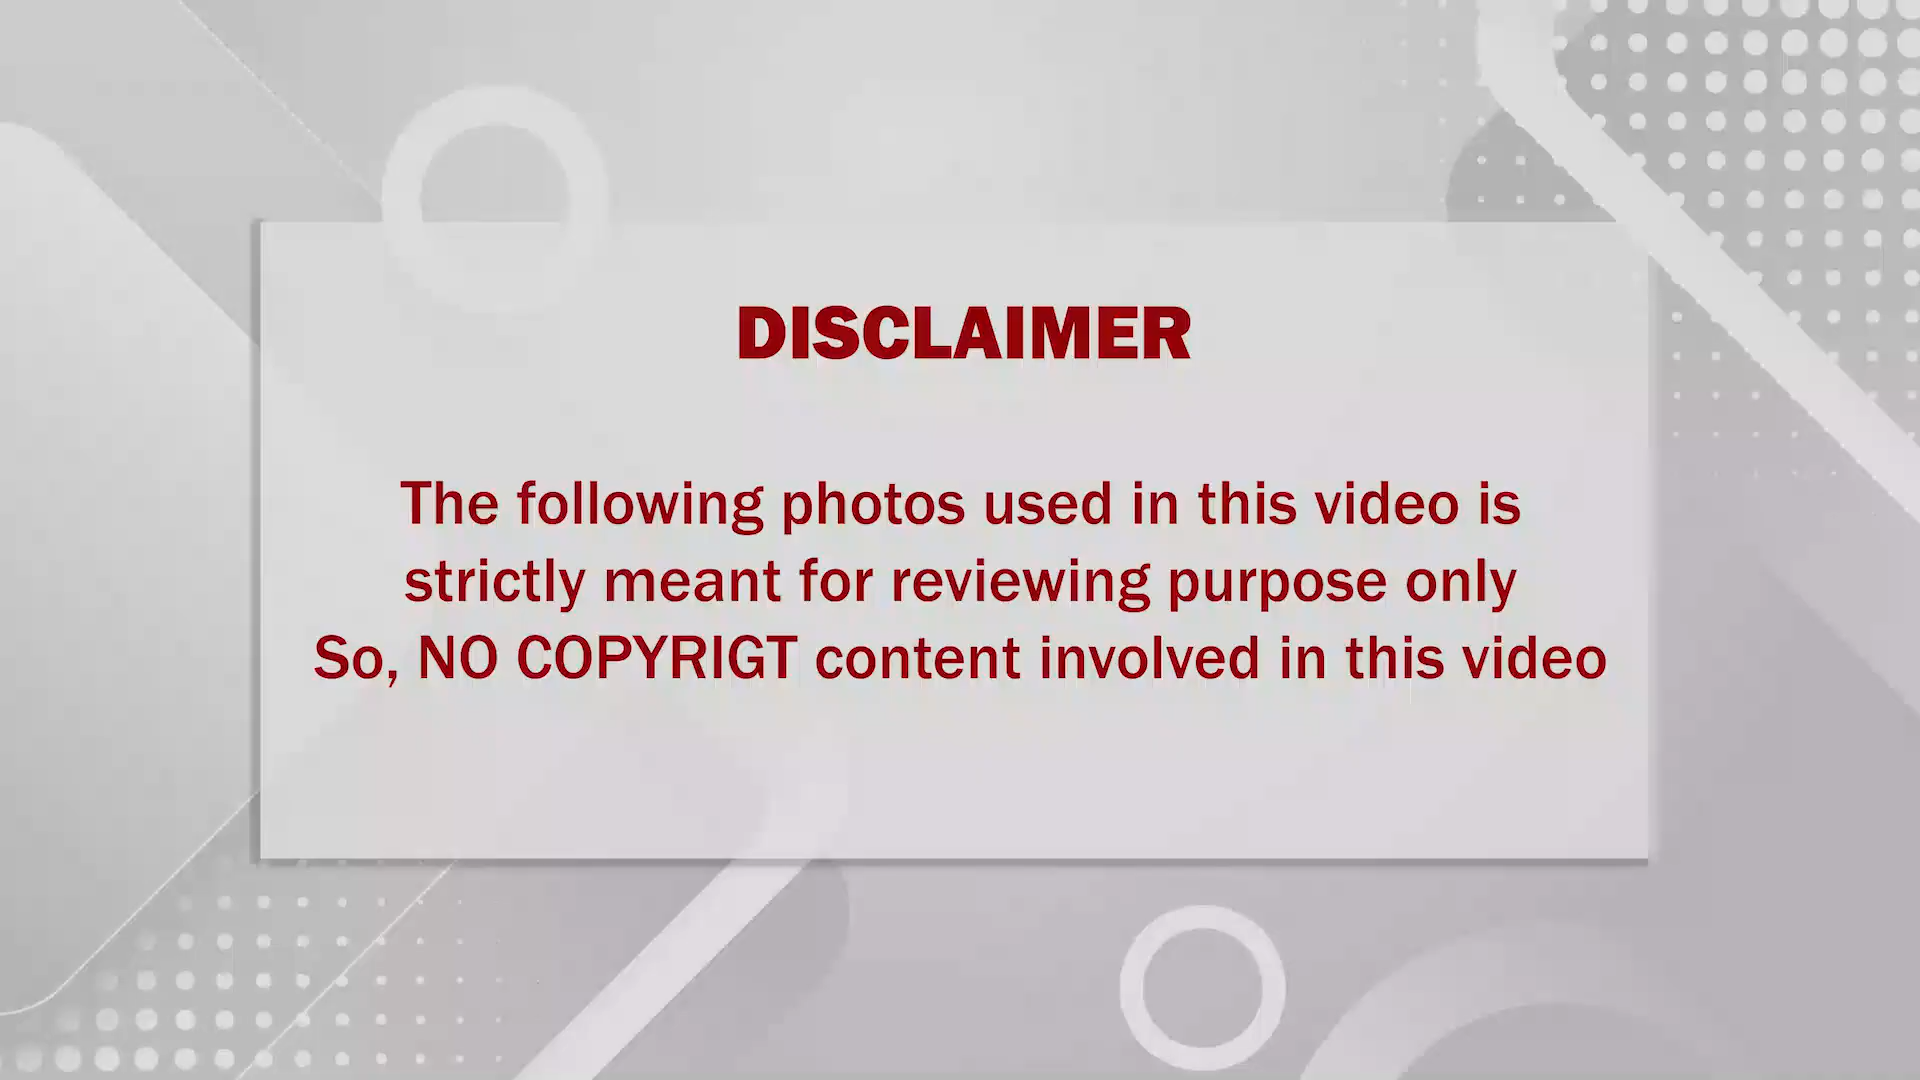 DISCLAIMER
The following photos used in this video is
strictly meant for reviewing purpose only
So, NO COPYRIGT content involved in this video